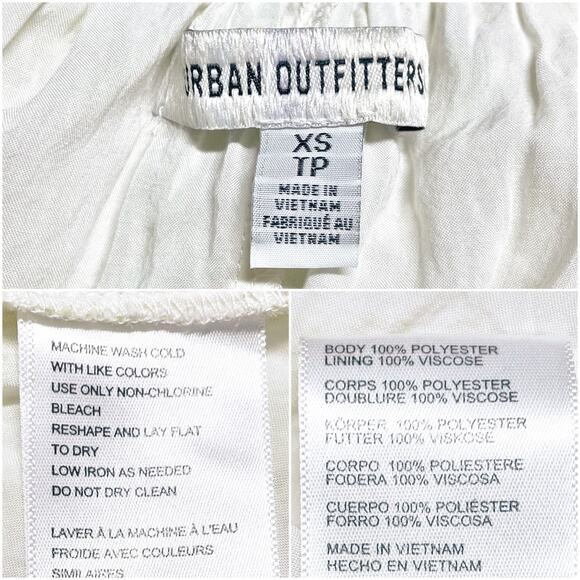 URBAN OUTFITTERS
XS
TP
MADE IN
VIETNAM
FABRIQUÉ AU
VIETNAM
MACHINE WASH COLD
WITH LIKE COLORS
USE ONLY NON-CHLORINE
BLEACH
RESHAPE AND LAY FLAT
TO DRY
LOW IRON AS NEEDED
DO NOT DRY CLEAN
LAVER À LA MACHINE À L'EAU
FROIDE AVEC COULEURS
SIMILAIRES
BODY 100% POLYESTER
LINING 100% VISCOSE
CORPS 100% POLYESTER
DOUBLURE 100% VISCOSE
KÖRPER 100% POLYESTER
FUTTER 100% VISKOSE
CORPO 100% POLIESTERE
FODERA 100% VISCOSA
CUERPO 100% POLIÉSTER
FORRO 100% VISCOSA
MADE IN VIETNAM
HECHO EN VIETNAM